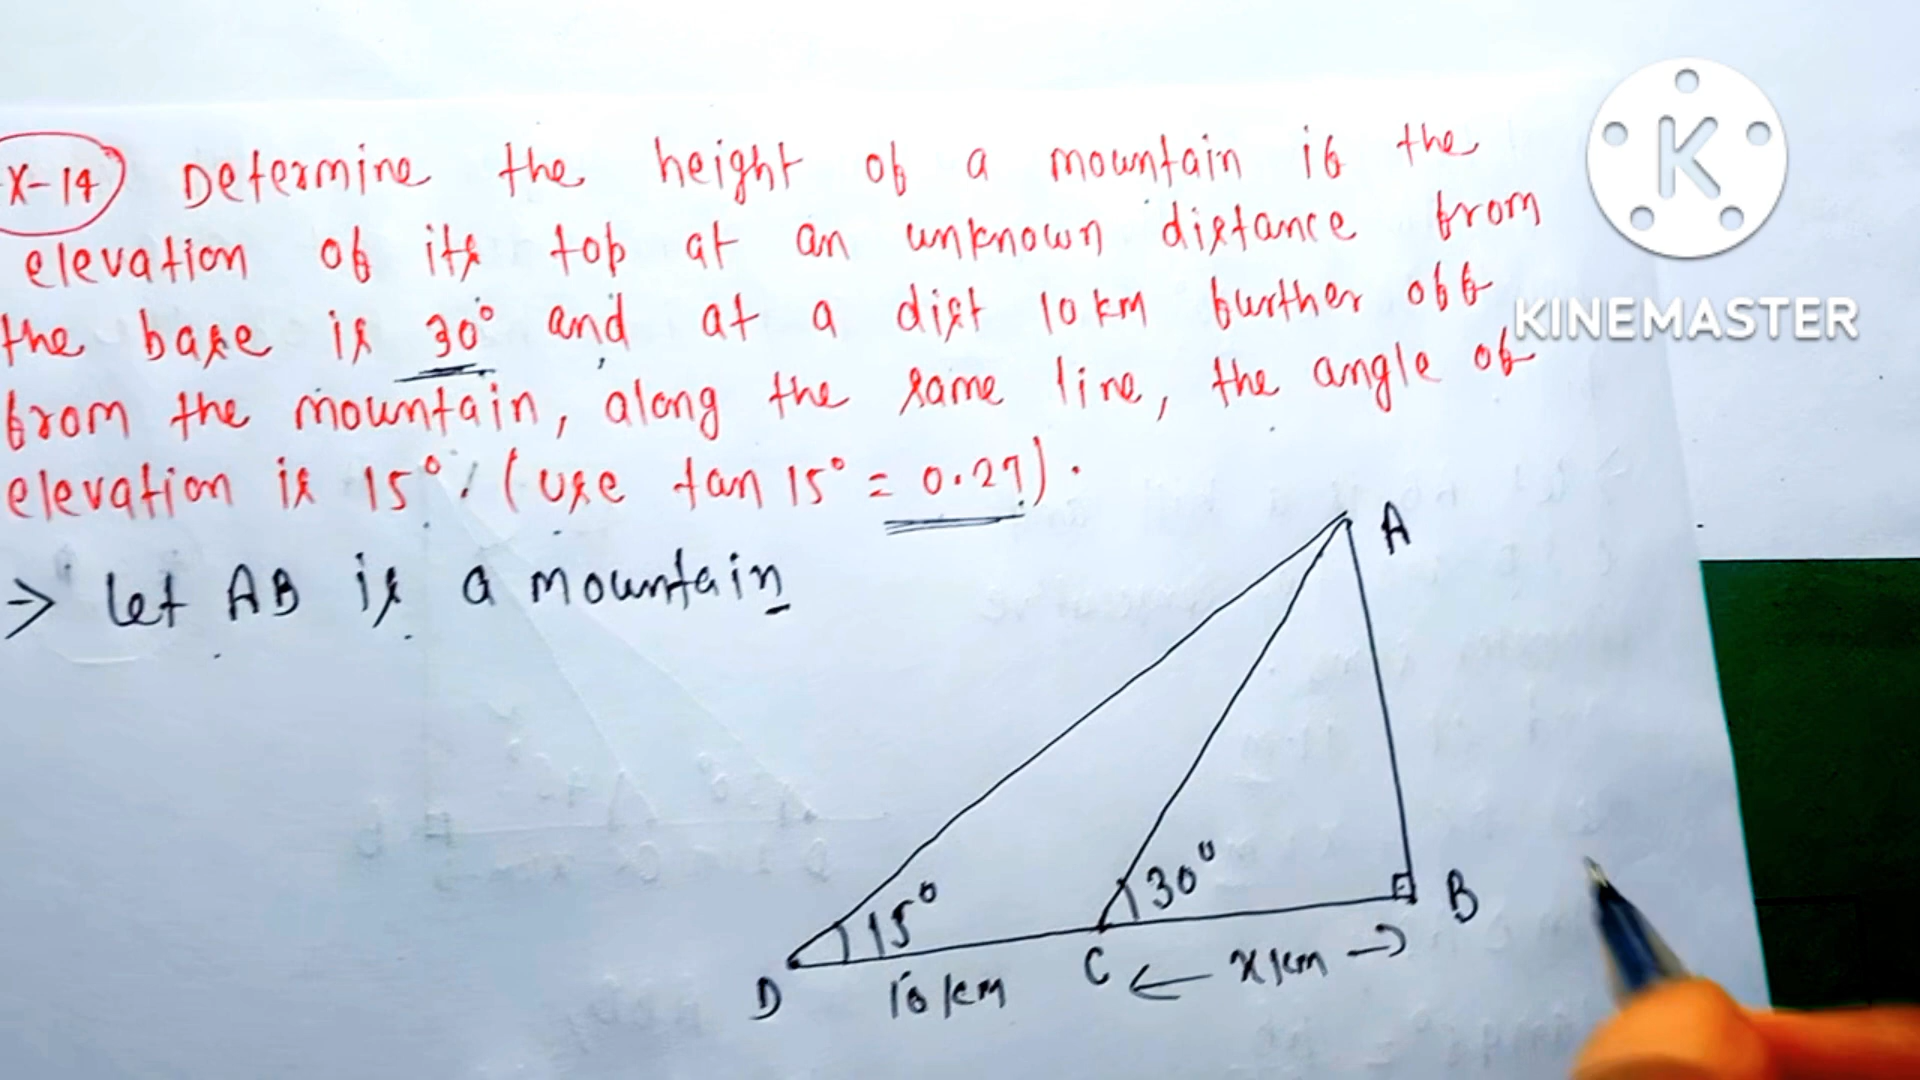 X-14 Determine the height of a mountain if the
elevation of its top at an unknown distance from
the base is 30° and at a dist 10 km further off
from the mountain, along the same line, the angle of
elevation is 15°. (use tan 15° = 0.27).
→ let AB is a mountain
K
KINEMASTER
A
30°
15°
B
D
10 km
C
← x km →